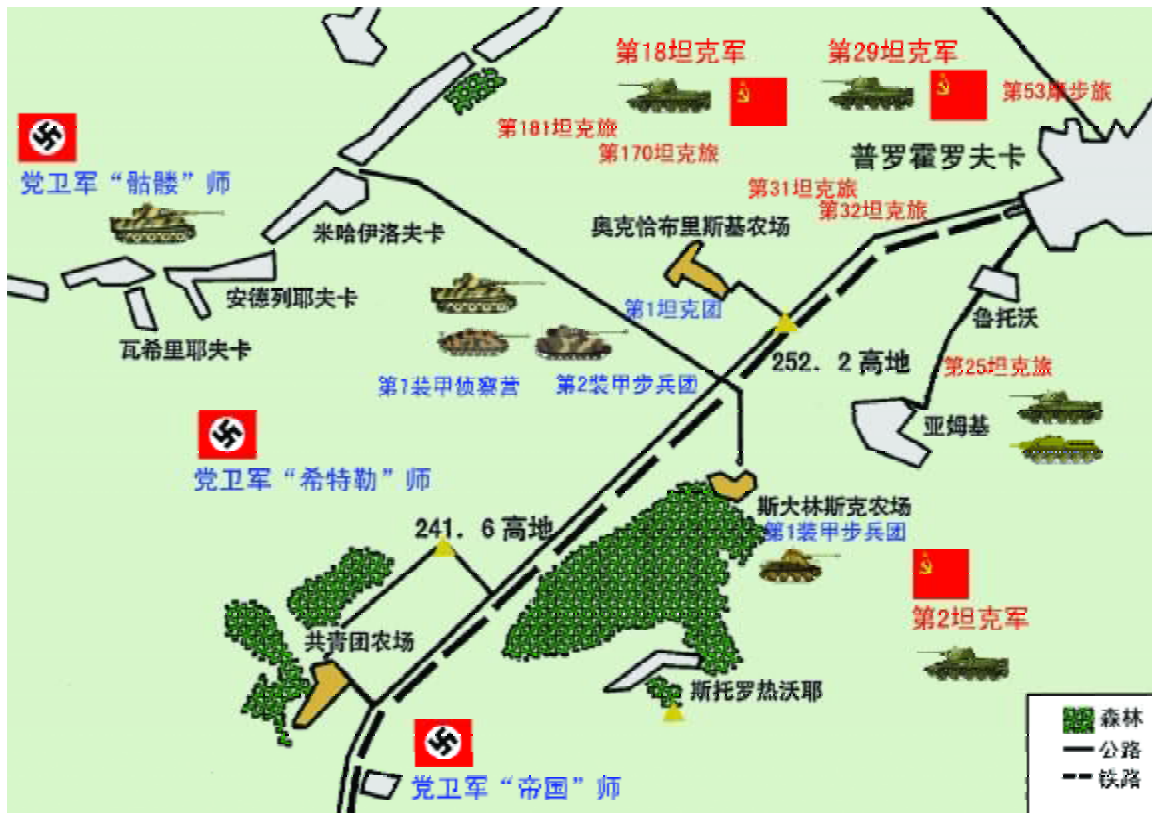 第18坦克军
第29坦克军
第53摩步旅
第181坦克旅
第170坦克旅
普罗霍罗夫卡
党卫军“骷髅”师
第31坦克旅
第32坦克旅
米哈伊洛夫卡
奥克恰布里斯基农场
安德列耶夫卡
第1坦克团
鲁托沃
瓦希里耶夫卡
252.2高地
第25坦克旅
第1装甲侦察营
第2装甲步兵团
亚姆基
党卫军“希特勒”师
斯大林斯克农场
241.6高地
第1装甲步兵团
第2坦克军
共青团农场
斯托罗热沃耶
森林
公路
铁路
党卫军“帝国”师